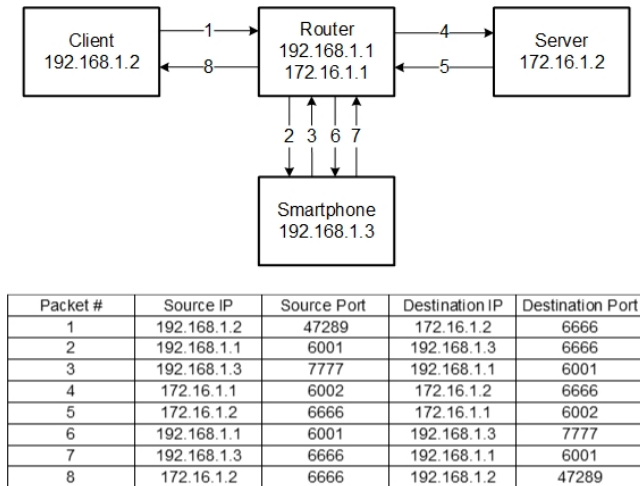 Client
192.168.1.2
1
8
Router
192.168.1.1
172.16.1.1
4
5
Server
172.16.1.2
2 3 6 7
Smartphone
192.168.1.3
Packet # Source IP Source Port Destination IP Destination Port
1 192.168.1.2 47289 172.16.1.2 6666
2 192.168.1.1 6001 192.168.1.3 6666
3 192.168.1.3 7777 192.168.1.1 6001
4 172.16.1.1 6002 172.16.1.2 6666
5 172.16.1.2 6666 172.16.1.1 6002
6 192.168.1.1 6001 192.168.1.3 7777
7 192.168.1.3 6666 192.168.1.1 6001
8 172.16.1.2 6666 192.168.1.2 47289